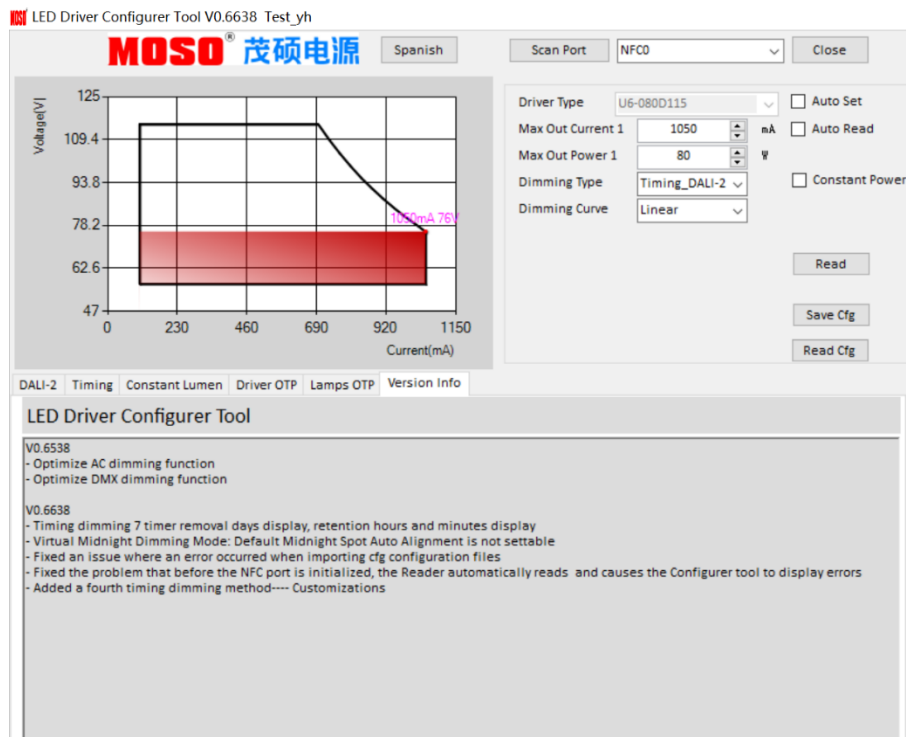 MOSO LED Driver Configurer Tool V0.6638 Test_yh
MOSO® 茂硕电源 Spanish Scan Port NFC0 Close
Voltage[V]
125
109.4
93.8
78.2
62.6
47
1050mA 76V
0 230 460 690 920 1150
Current(mA)
Driver Type U6-080D115 Auto Set
Max Out Current 1 1050 mA Auto Read
Max Out Power 1 80 W
Dimming Type Timing_DALI-2 Constant Power
Dimming Curve Linear
Read
Save Cfg
Read Cfg
DALI-2 Timing Constant Lumen Driver OTP Lamps OTP Version Info
LED Driver Configurer Tool
V0.6538
- Optimize AC dimming function
- Optimize DMX dimming function
V0.6638
- Timing dimming 7 timer removal days display, retention hours and minutes display
- Virtual Midnight Dimming Mode: Default Midnight Spot Auto Alignment is not settable
- Fixed an issue where an error occurred when importing cfg configuration files
- Fixed the problem that before the NFC port is initialized, the Reader automatically reads  and causes the Configurer tool to display errors
- Added a fourth timing dimming method---- Customizations